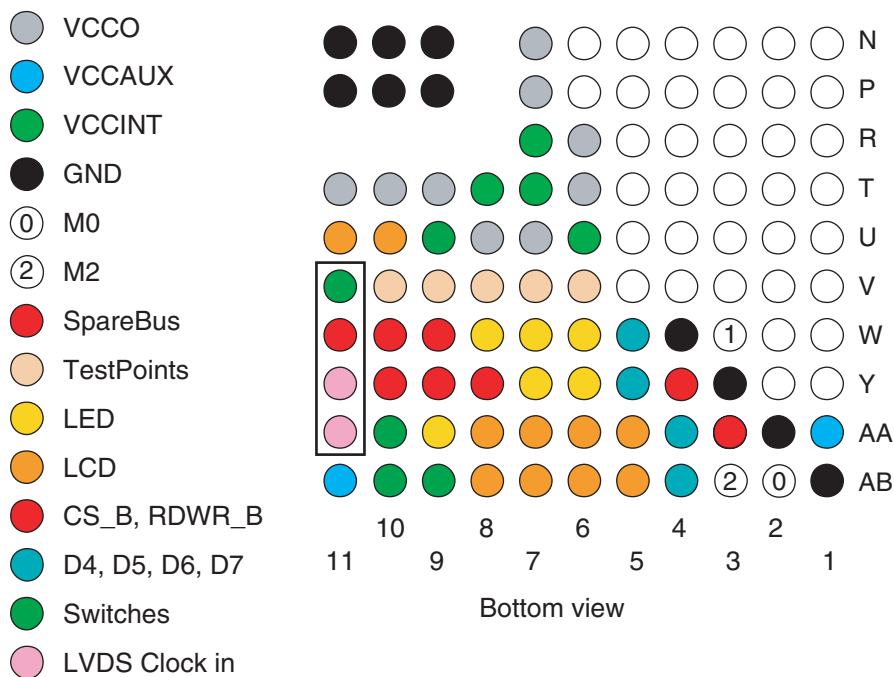 VCCO
VCCAUX
VCCINT
GND
0 M0
2 M2
SpareBus
TestPoints
LED
LCD
CS_B, RDWR_B
D4, D5, D6, D7
Switches
LVDS Clock in
N
P
R
T
U
V
1 W
Y
AA
2 0 AB
10 8 6 4 2
11 9 7 5 3 1
Bottom view